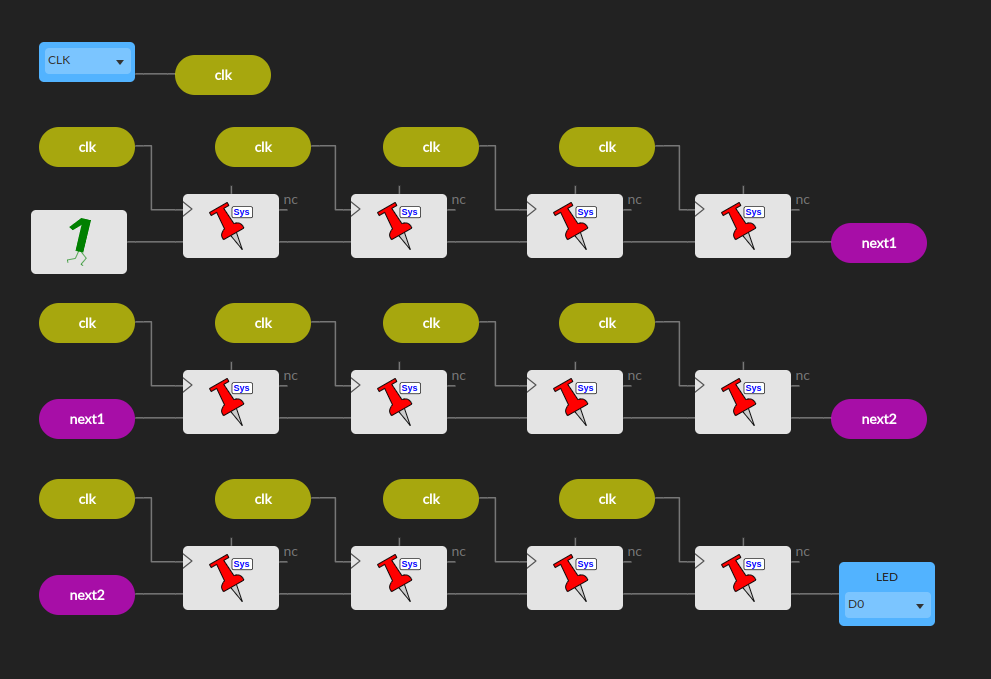 CLK
clk
clk clk clk clk
nc nc nc nc
Sys Sys Sys Sys
1
next1
clk clk clk clk
nc nc nc nc
Sys Sys Sys Sys
next1 next2
clk clk clk clk
nc nc nc nc
Sys Sys Sys Sys
LED
next2
D0